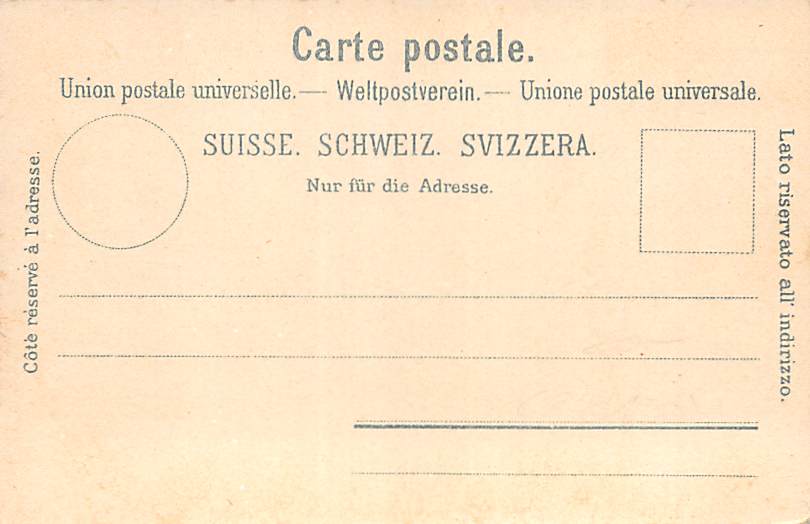 Carte postale.
Union postale universelle.— Weltpostverein.— Unione postale universale.
SUISSE. SCHWEIZ. SVIZZERA.
Nur für die Adresse.
Côté réservé à l'adresse.
Lato riservato all' indirizzo.